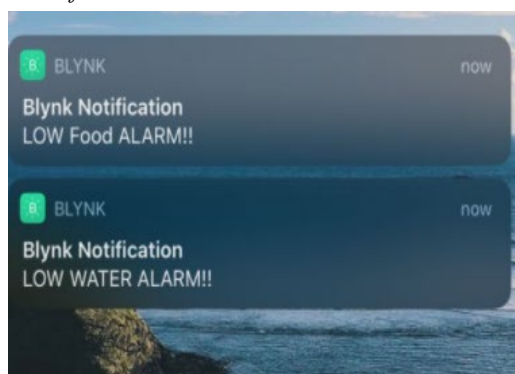 BLYNK now
Blynk Notification
LOW Food ALARM!!
BLYNK now
Blynk Notification
LOW WATER ALARM!!